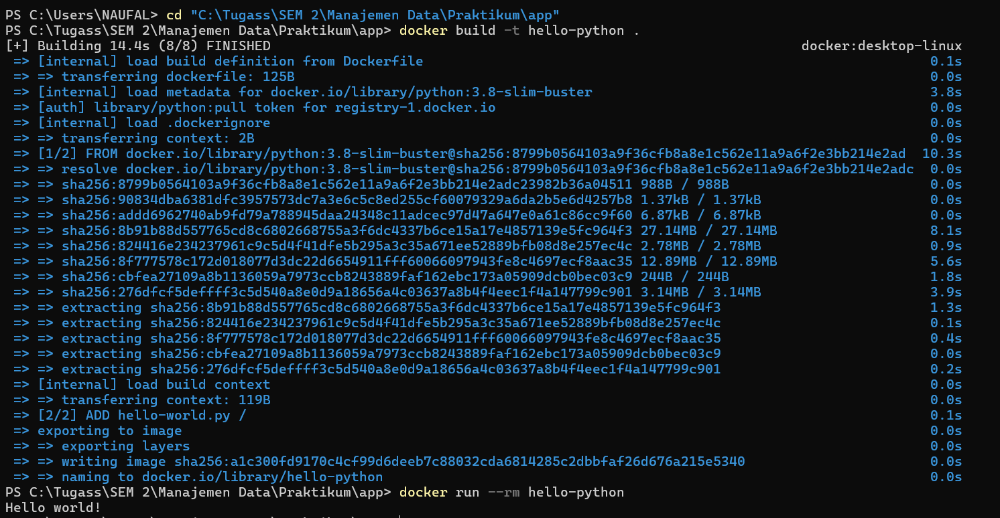 PS C:\Users\NAUFAL> cd "C:\Tugass\SEM 2\Manajemen Data\Praktikum\app"
PS C:\Tugass\SEM 2\Manajemen Data\Praktikum\app> docker build -t hello-python .
[+] Building 14.4s (8/8) FINISHED docker:desktop-linux
=> [internal] load build definition from Dockerfile 0.1s
=> => transferring dockerfile: 125B 0.0s
=> [internal] load metadata for docker.io/library/python:3.8-slim-buster 3.8s
=> [auth] library/python:pull token for registry-1.docker.io 0.0s
=> [internal] load .dockerignore 0.0s
=> => transferring context: 2B 0.0s
=> [1/2] FROM docker.io/library/python:3.8-slim-buster@sha256:8799b0564103a9f36cfb8a8e1c562e11a9a6f2e3bb214e2ad 10.3s
=> => resolve docker.io/library/python:3.8-slim-buster@sha256:8799b0564103a9f36cfb8a8e1c562e11a9a6f2e3bb214e2adc 0.0s
=> => sha256:8799b0564103a9f36cfb8a8e1c562e11a9a6f2e3bb214e2adc23982b36a04511 988B / 988B 0.0s
=> => sha256:90834dba6381dfc3957573dc7a3e6c5c8ed255cf60079329a6da2b5e6d4257b8 1.37kB / 1.37kB 0.0s
=> => sha256:addd6962740ab9fd79a788945daa24348c11adcec97d47a647e0a61c86cc9f60 6.87kB / 6.87kB 0.0s
=> => sha256:8b91b88d557765cd8c6802668755a3f6dc4337b6ce15a17e4857139e5fc964f3 27.14MB / 27.14MB 8.1s
=> => sha256:824416e234237961c9c5d4f41dfe5b295a3c35a671ee52889bfb08d8e257ec4c 2.78MB / 2.78MB 0.9s
=> => sha256:8f777578c172d018077d3dc22d6654911fff60066097943fe8c4697ecf8aac35 12.89MB / 12.89MB 5.6s
=> => sha256:cbfea27109a8b1136059a7973ccb8243889faf162ebc173a05909dcb0bec03c9 244B / 244B 1.8s
=> => sha256:276dfcf5deffff3c5d540a8e0d9a18656a4c03637a8b4f4eec1f4a147799c901 3.14MB / 3.14MB 3.9s
=> => extracting sha256:8b91b88d557765cd8c6802668755a3f6dc4337b6ce15a17e4857139e5fc964f3 1.3s
=> => extracting sha256:824416e234237961c9c5d4f41dfe5b295a3c35a671ee52889bfb08d8e257ec4c 0.1s
=> => extracting sha256:8f777578c172d018077d3dc22d6654911fff60066097943fe8c4697ecf8aac35 0.4s
=> => extracting sha256:cbfea27109a8b1136059a7973ccb8243889faf162ebc173a05909dcb0bec03c9 0.0s
=> => extracting sha256:276dfcf5deffff3c5d540a8e0d9a18656a4c03637a8b4f4eec1f4a147799c901 0.2s
=> [internal] load build context 0.0s
=> => transferring context: 119B 0.0s
=> [2/2] ADD hello-world.py / 0.1s
=> exporting to image 0.0s
=> => exporting layers 0.0s
=> => writing image sha256:a1c300fd9170c4cf99d6deeb7c88032cda6814285c2dbbfaf26d676a215e5340 0.0s
=> => naming to docker.io/library/hello-python 0.0s
PS C:\Tugass\SEM 2\Manajemen Data\Praktikum\app> docker run --rm hello-python
Hello world!